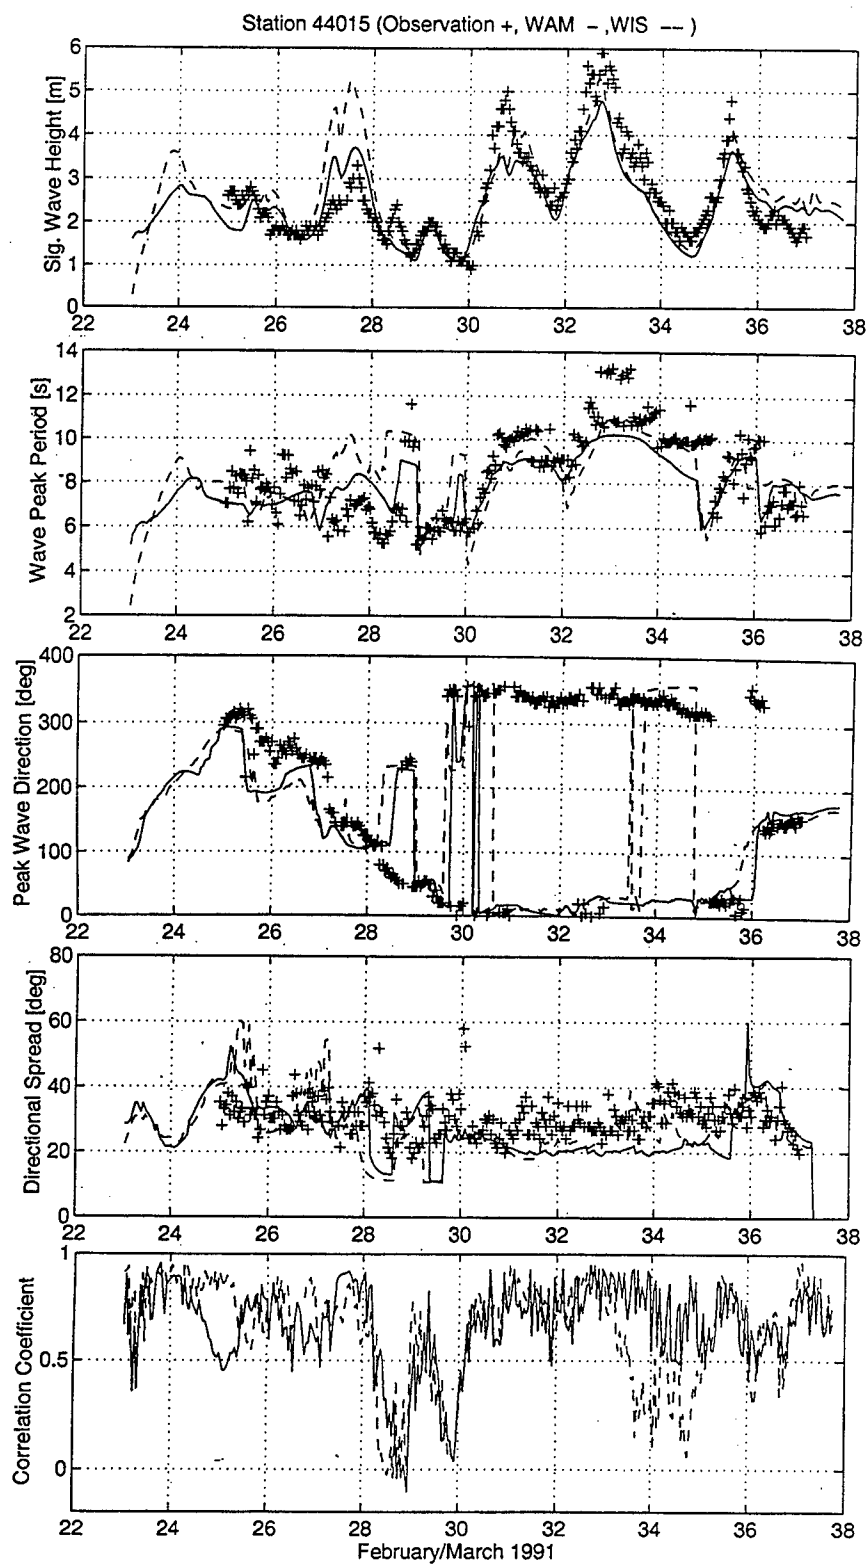 Station 44015 (Observation +, WAM - ,WIS -- )
Sig. Wave Height [m]
6
5
4
3
2
1
0
22 24 26 28 30 32 34 36 38
Wave Peak Period [s]
14
12
10
8
6
4
2
22 24 26 28 30 32 34 36 38
Peak Wave Direction [deg]
400
300
200
100
0
22 24 26 28 30 32 34 36 38
Directional Spread [deg]
80
60
40
20
0
22 24 26 28 30 32 34 36 38
Correlation Coefficient
1
0.5
0
22 24 26 28 30 32 34 36 38
February/March 1991